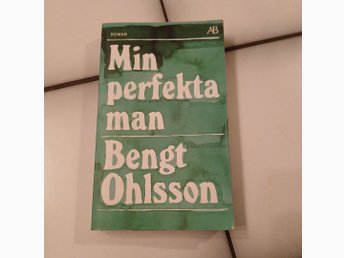 ROMAN
AB
Min
perfekta
man
Bengt
Ohlsson